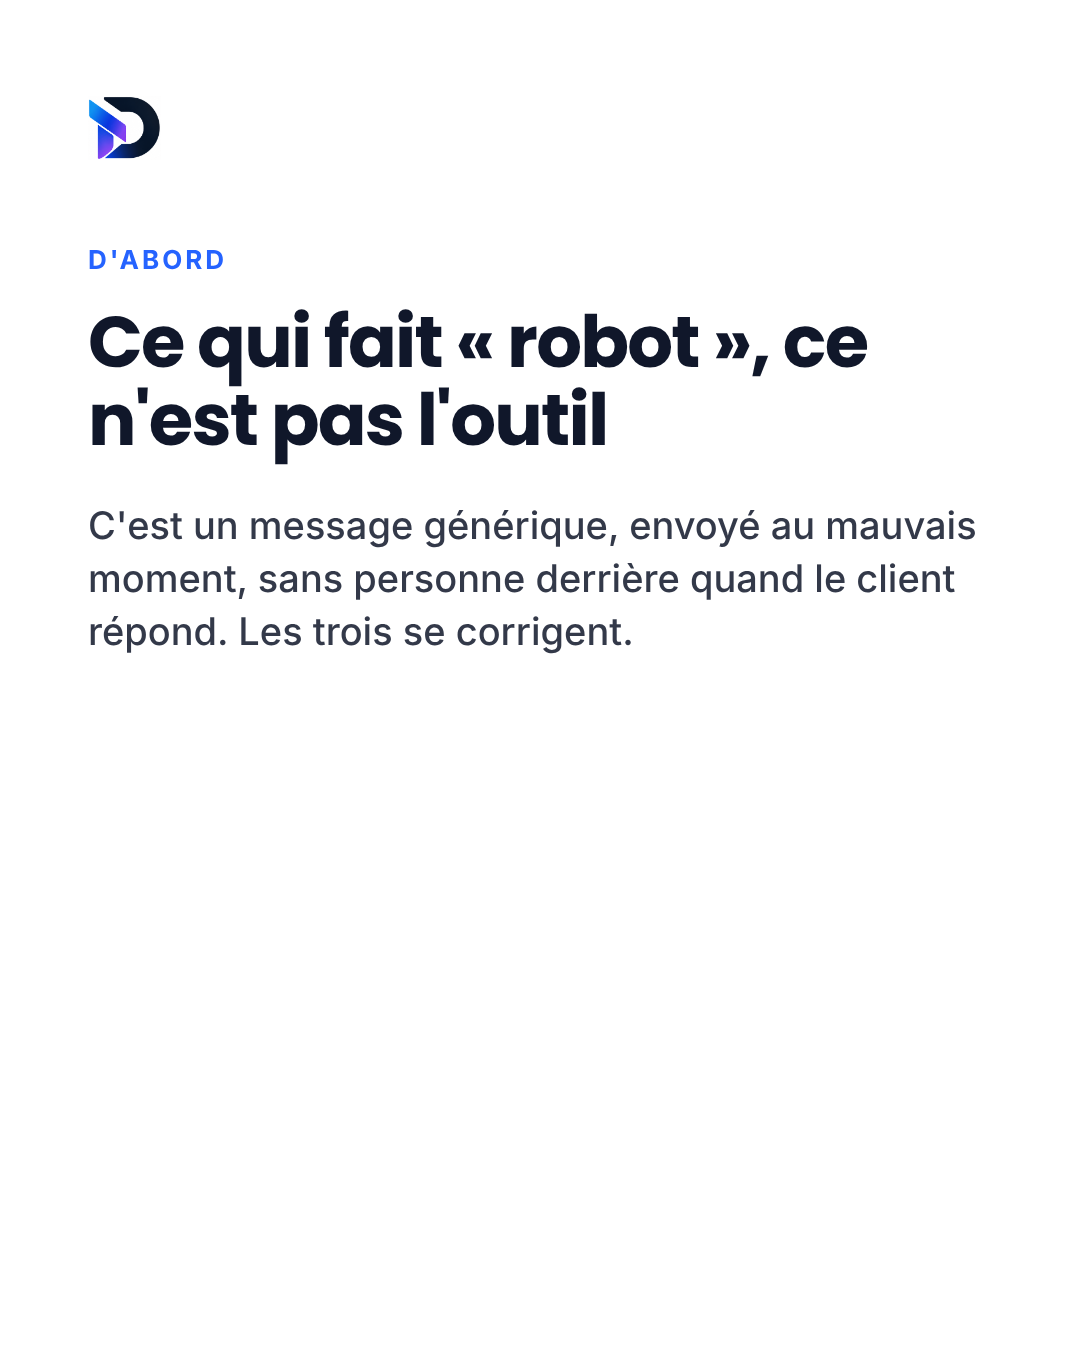 D'ABORD
Ce qui fait « robot », ce
n'est pas l'outil
C'est un message générique, envoyé au mauvais
moment, sans personne derrière quand le client
répond. Les trois se corrigent.